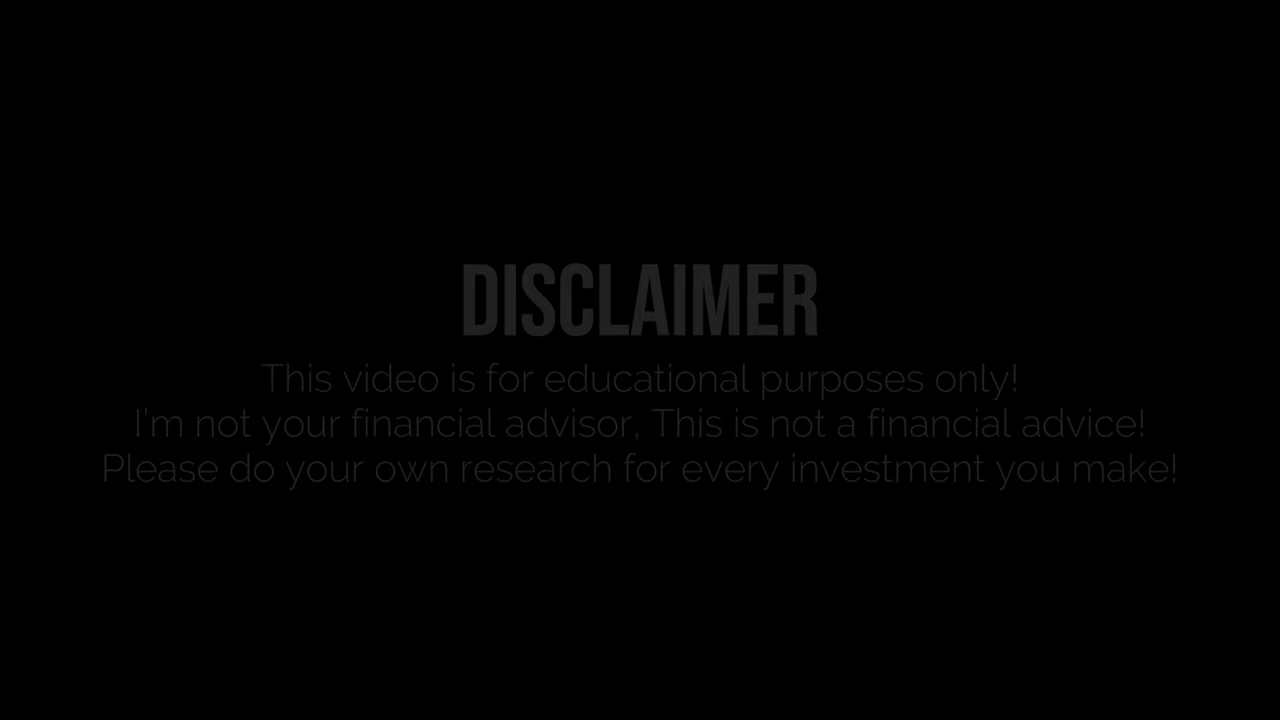 DISCLAIMER
This video is for educational purposes only!
I'm not your financial advisor, This is not a financial advice!
Please do your own research for every investment you make!